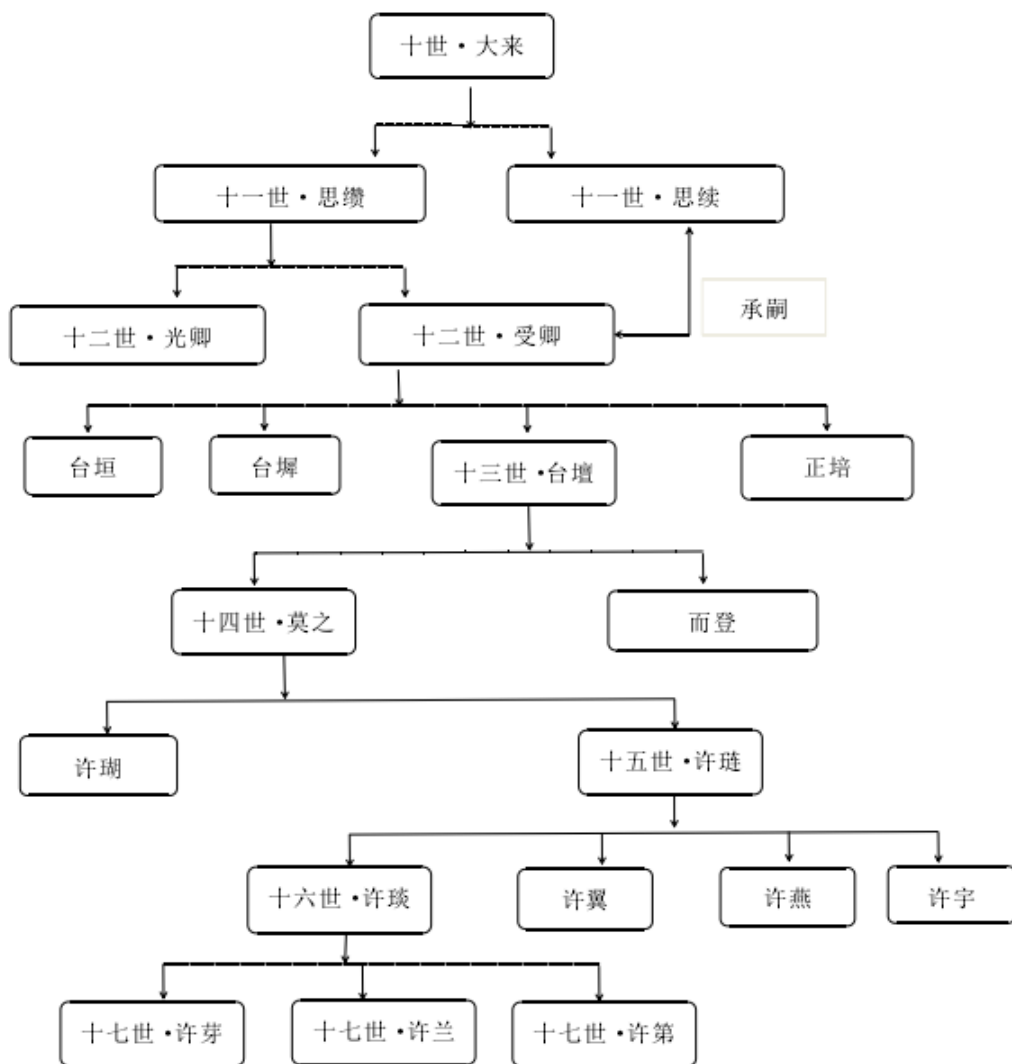 十世·大来
十一世·思缵
十一世·思续
承嗣
十二世·光卿
十二世·受卿
台垣
台墀
十三世·台壇
正培
十四世·莫之
而登
许瑚
十五世·许琏
十六世·许琰
许翼
许燕
许宇
十七世·许芽
十七世·许兰
十七世·许第